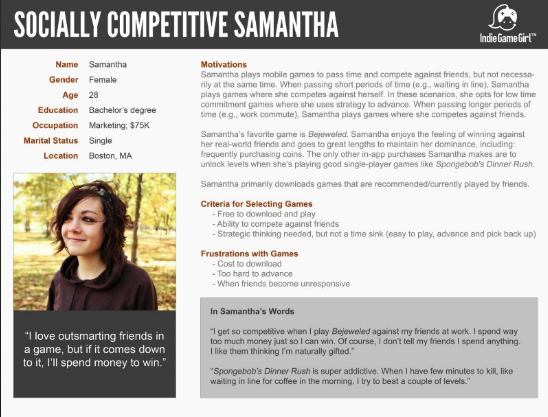 SOCIALLY COMPETITIVE SAMANTHA
IndieGameGirl™
Name Samantha
Gender Female
Age 28
Education Bachelor's degree
Occupation Marketing; $75K
Marital Status Single
Location Boston, MA
"I love outsmarting friends in
a game, but if it comes down
to it, I'll spend money to win."
Motivations
Samantha plays mobile games to pass time and compete against friends, but not necessa-
rily at the same time. When passing short periods of time (e.g., waiting in line), Samantha
plays games where she competes against herself. In these scenarios, she opts for low time
commitment games where she uses strategy to advance. When passing longer periods of
time (e.g., work commute), Samantha plays games where she competes against friends.
Samantha's favorite game is Bejeweled. Samantha enjoys the feeling of winning against
her real-world friends and goes to great lengths to maintain her dominance, including:
frequently purchasing coins. The only other in-app purchases Samantha makes are to
unlock levels when she's playing good single-player games like Spongebob's Dinner Rush.
Samantha primarily downloads games that are recommended/currently played by friends.
Criteria for Selecting Games
- Free to download and play
- Ability to compete against friends
- Strategic thinking needed, but not a time sink (easy to play, advance and pick back up)
Frustrations with Games
- Cost to download
- Too hard to advance
- When friends become unresponsive
In Samantha's Words
"I get so competitive when I play Bejeweled against my friends at work. I spend way
too much money just so I can win. Of course, I don't tell my friends I spend anything.
I like them thinking I'm naturally gifted."
"Spongebob's Dinner Rush is super addictive. When I have few minutes to kill, like
waiting in line for coffee in the morning, I try to beat a couple of levels."